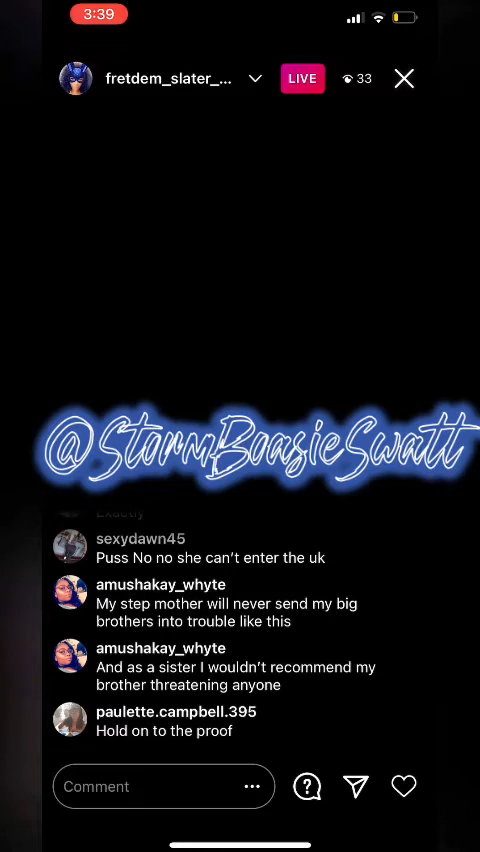 3:39
fretdem_slater_...
LIVE
33
@StormBoasieSwatt
Exactly
sexydawn45
Puss No no she can’t enter the uk
amushakay_whyte
My step mother will never send my big
brothers into trouble like this
amushakay_whyte
And as a sister I wouldn’t recommend my
brother threatening anyone
paulette.campbell.395
Hold on to the proof
Comment